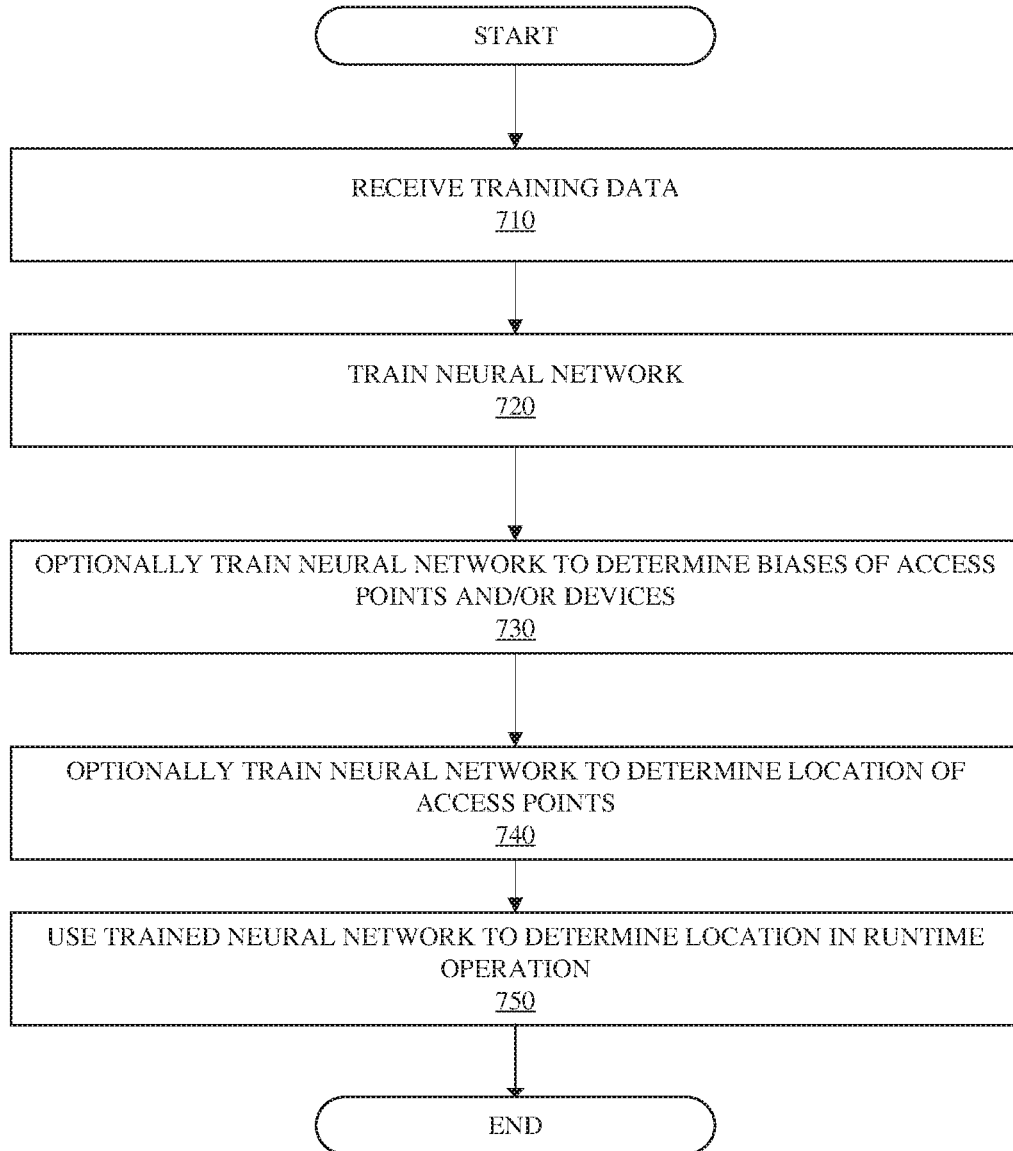 START
RECEIVE TRAINING DATA
710
TRAIN NEURAL NETWORK
720
OPTIONALLY TRAIN NEURAL NETWORK TO DETERMINE BIASES OF ACCESS
POINTS AND/OR DEVICES
730
OPTIONALLY TRAIN NEURAL NETWORK TO DETERMINE LOCATION OF
ACCESS POINTS
740
USE TRAINED NEURAL NETWORK TO DETERMINE LOCATION IN RUNTIME
OPERATION
750
END